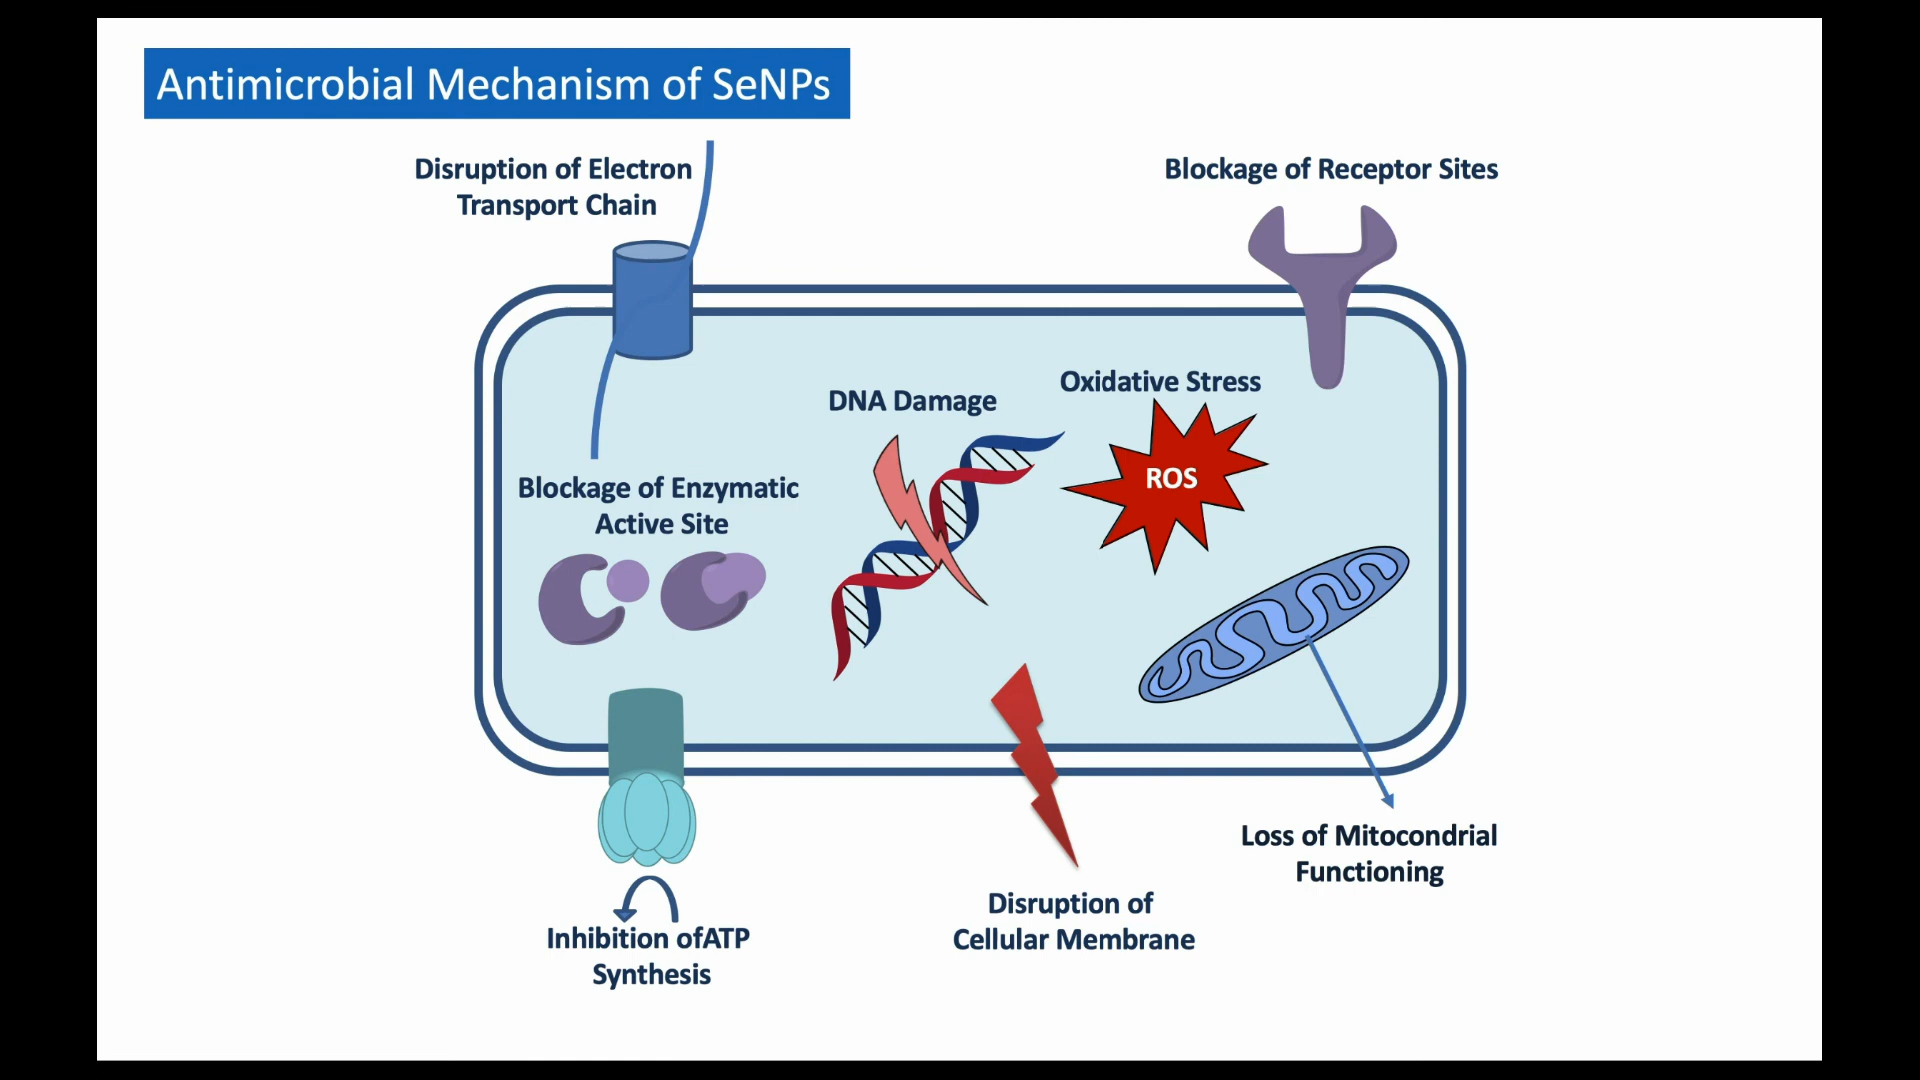 Antimicrobial Mechanism of SeNPs
Disruption of Electron
Transport Chain
Blockage of Receptor Sites
Oxidative Stress
DNA Damage
ROS
Blockage of Enzymatic
Active Site
Loss of Mitocondrial
Functioning
Disruption of
Cellular Membrane
Inhibition ofATP
Synthesis